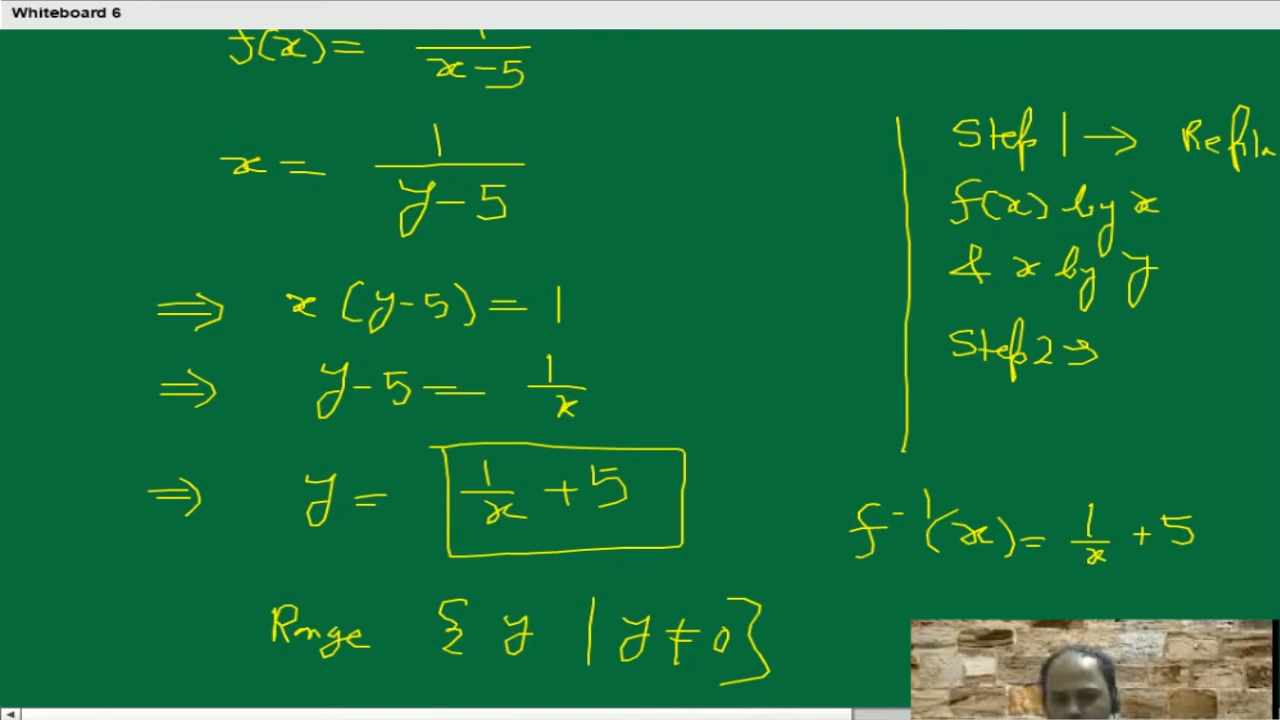 Whiteboard 6
f(x) = 1/(x-5)
x = 1/(y-5)
⇒ x (y-5) = 1
⇒ y-5 = 1/x
⇒ y = 1/x + 5
Range { y | y ≠ 0 }
Step 1 →
f(x) by x
& x by y
Step 2 →
f⁻¹(x) = 1/x + 5